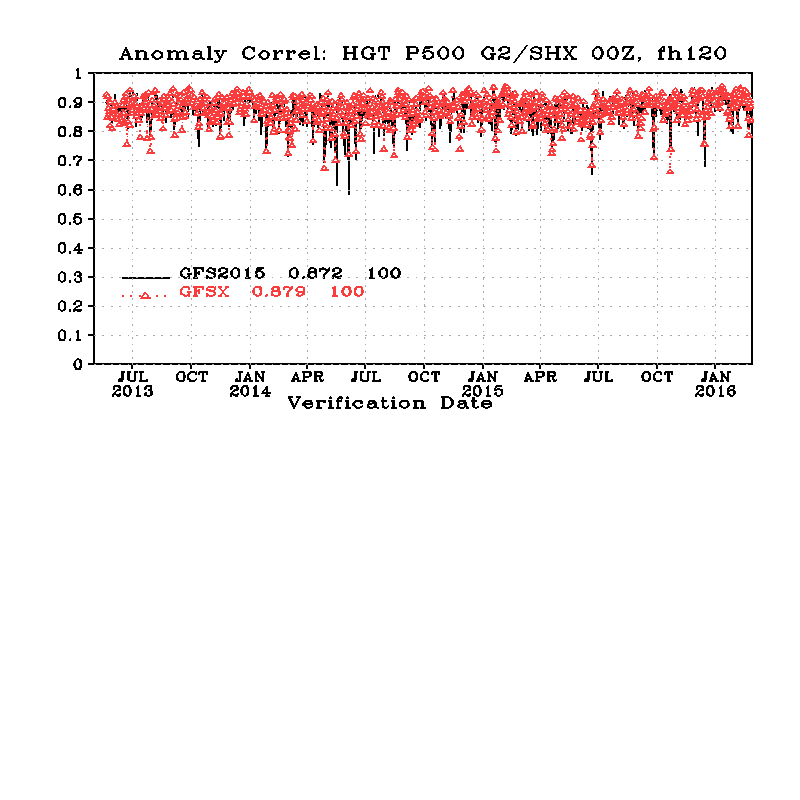 Anomaly Correl: HGT P500 G2/SHX 00Z, fh120
1
0.9
0.8
0.7
0.6
0.5
0.4
0.3
0.2
0.1
0
GFS2015 0.872 100
GFSX 0.879 100
JUL OCT JAN APR JUL OCT JAN APR JUL OCT JAN
2013 2014 2015 2016
Verification Date